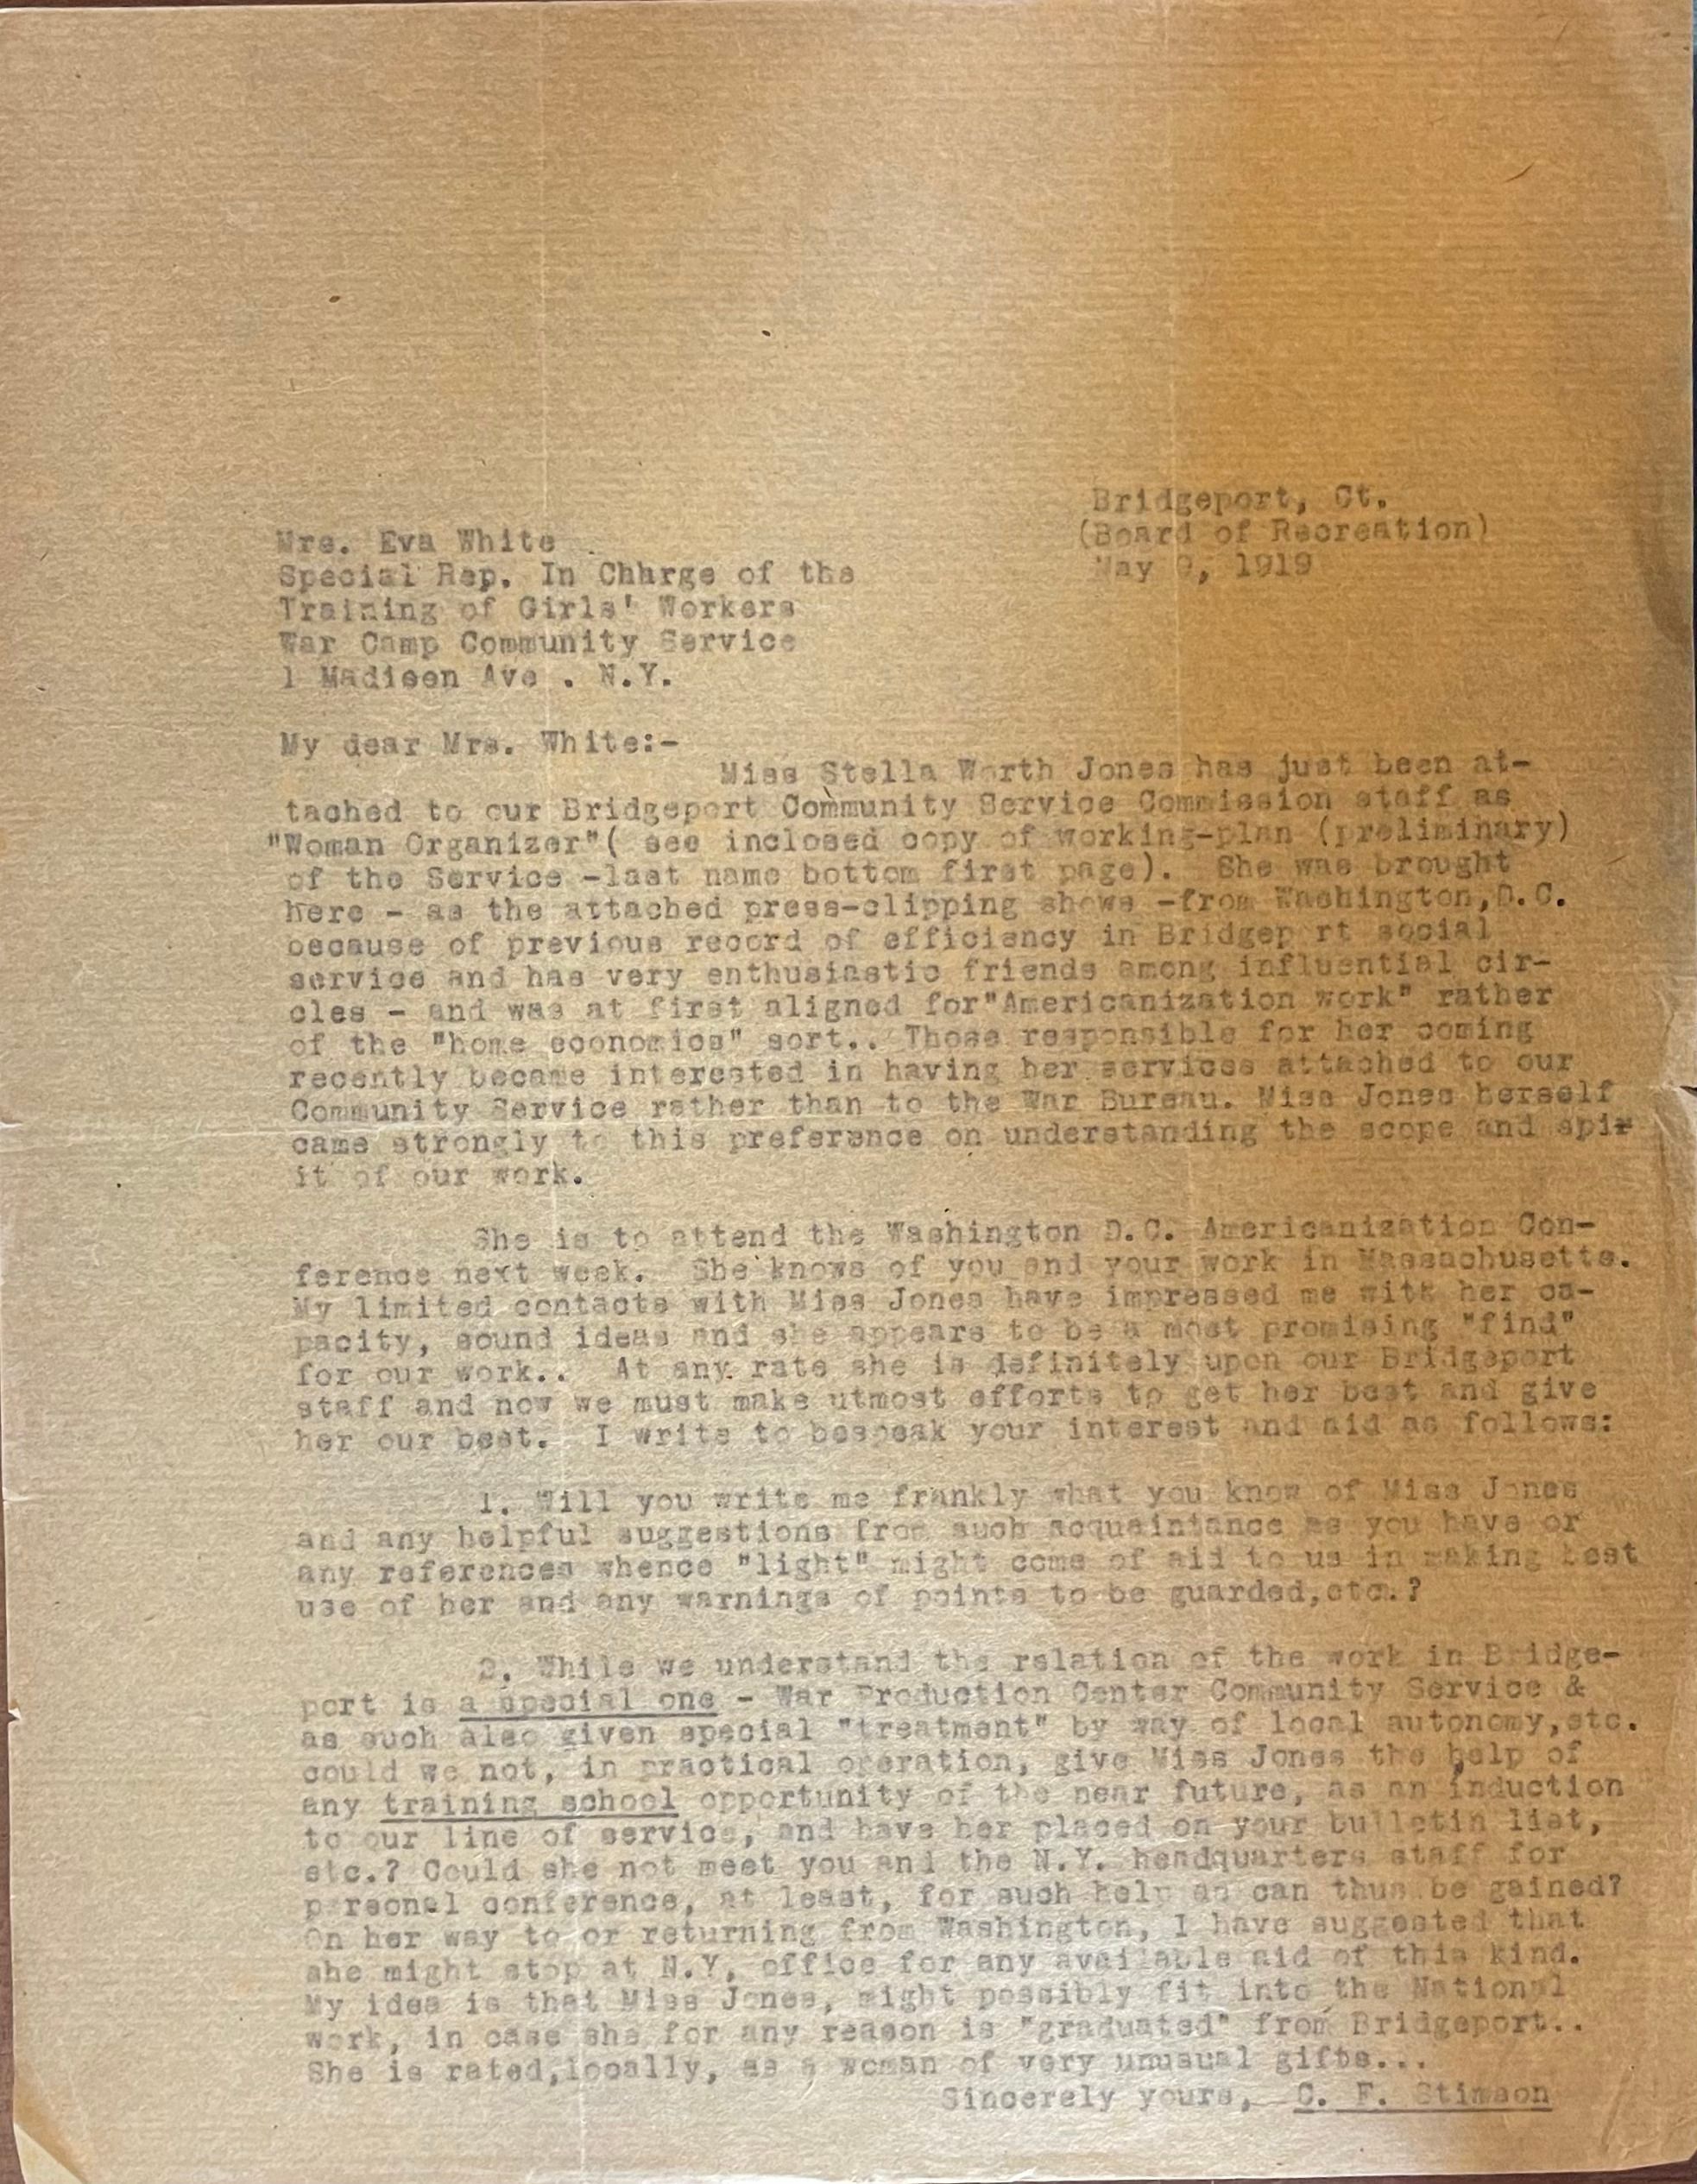 Bridgeport, Ct.
(Board of Recreation)
May 9, 1919
Mrs. Eva White
Special Rep. In Chhrge of the
Training of Girls' Workers
War Camp Community Service
1 Madison Ave . N.Y.
My dear Mrs. White:-
Miss Stella Worth Jones has just been at-
tached to our Bridgeport Community Service Commission staff as
"Woman Organizer"( see inclosed copy of working-plan (preliminary)
of the Service -last name bottom first page). She was brought
here - as the attached press-clipping shows -from Washington,D.C.
because of previous record of efficiency in Bridgep rt social
service and has very enthusiastic friends among influential cir-
cles - and was at first aligned for"Americanization work" rather
of the "home economics" sort.. Those responsible for her coming
recently became interested in having her services attached to our
Community Service rather than to the War Bureau. Miss Jones herself
came strongly to this preference on understanding the scope and spir
it of our work.
She is to attend the Washington D.C. Americanization Con-
ference next week. She knows of you and your work in Massachusetts.
My limited contacts with Miss Jones have impressed me with her ca-
pacity, sound ideas and she appears to be a most promising "find"
for our work.. At any rate she is definitely upon our Bridgeport
staff and now we must make utmost efforts to get her best and give
her our best. I write to bespeak your interest and aid as follows:
1. Will you write me frankly what you know of Miss Jones
and any helpful suggestions from such acquaintance as you have or
any references whence "light" might come of aid to us in making best
use of her and any warnings of points to be guarded,etc.?
2. While we understand the relation of the work in Bridge-
port is a special one - War Production Center Community Service &
as such also given special "treatment" by way of local autonomy,etc.
could we not, in practical operation, give Miss Jones the help of
any training school opportunity of the near future, as an induction
to our line of service, and have her placed on your bulletin list,
etc.? Could she not meet you and the N.Y. headquarters staff for
personal conference, at least, for such help as can thus be gained?
On her way to or returning from Washington, I have suggested that
she might stop at N.Y. office for any available aid of this kind.
My idea is that Miss Jones, might possibly fit into the National
work, in case she for any reason is "graduated" from Bridgeport..
She is rated,locally, as a woman of very unusual gifts...
Sincerely yours, C. F. Stimson